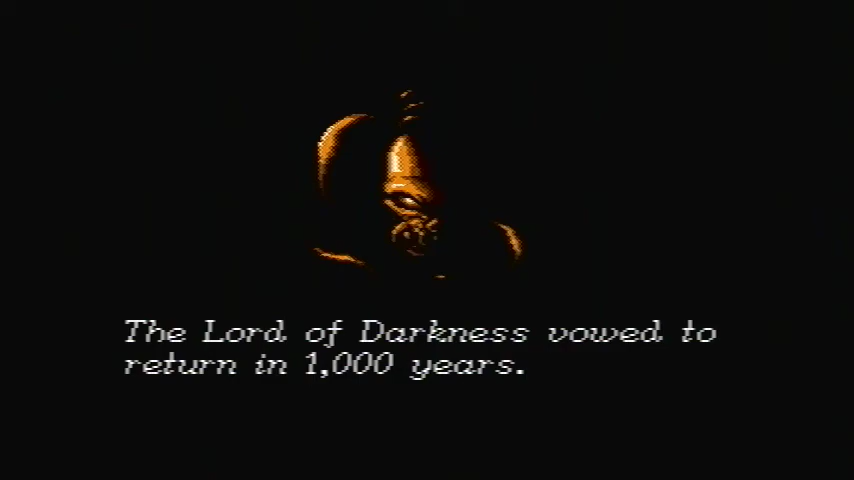 The Lord of Darkness vowed to
return in 1,000 years.